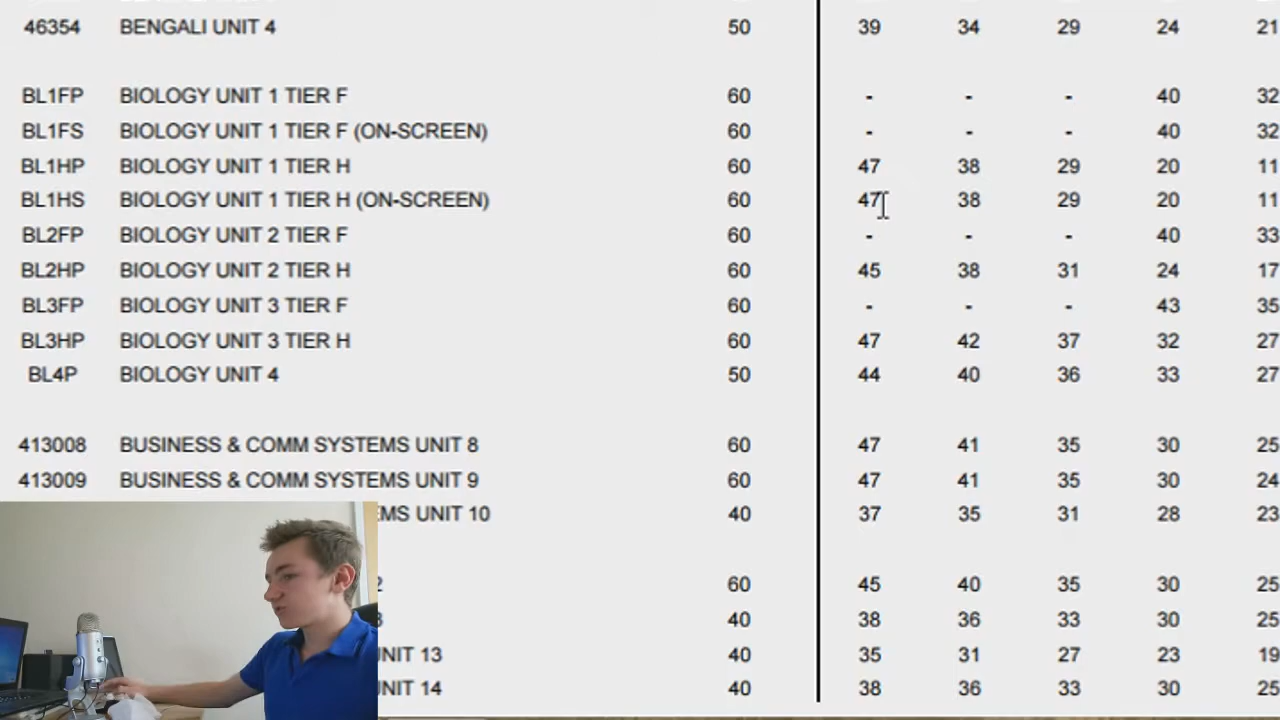 46354 BENGALI UNIT 4 50 39 34 29 24 21
BL1FP BIOLOGY UNIT 1 TIER F 60 - - - 40 32
BL1FS BIOLOGY UNIT 1 TIER F (ON-SCREEN) 60 - - - 40 32
BL1HP BIOLOGY UNIT 1 TIER H 60 47 38 29 20 11
BL1HS BIOLOGY UNIT 1 TIER H (ON-SCREEN) 60 47 38 29 20 11
BL2FP BIOLOGY UNIT 2 TIER F 60 - - - 40 33
BL2HP BIOLOGY UNIT 2 TIER H 60 45 38 31 24 17
BL3FP BIOLOGY UNIT 3 TIER F 60 - - - 43 35
BL3HP BIOLOGY UNIT 3 TIER H 60 47 42 37 32 27
BL4P BIOLOGY UNIT 4 50 44 40 36 33 27
413008 BUSINESS & COMM SYSTEMS UNIT 8 60 47 41 35 30 25
413009 BUSINESS & COMM SYSTEMS UNIT 9 60 47 41 35 30 24
EMS UNIT 10 40 37 35 31 28 23
2 60 45 40 35 30 25
3 40 38 36 33 30 25
UNIT 13 40 35 31 27 23 19
UNIT 14 40 38 36 33 30 25